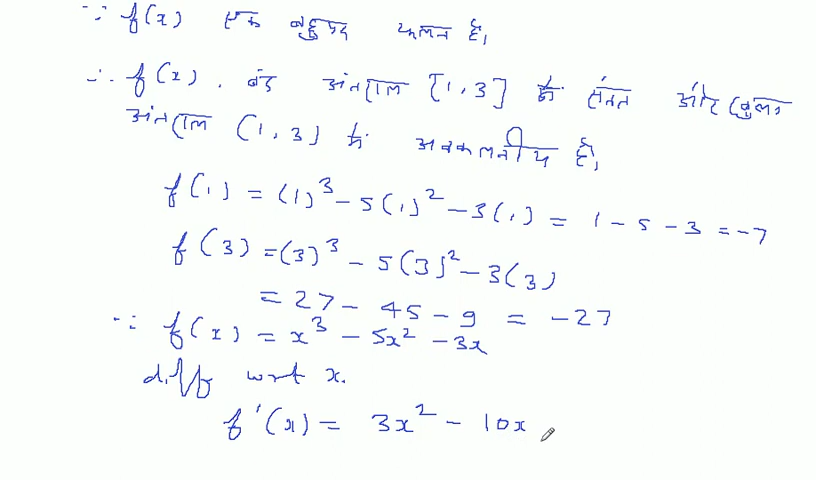 ∵ f(x) एक बहुपद फलन है।
∴ f(x), बंद अंतराल [1,3] में संतत और खुला
अंतराल (1,3) में अवकलनीय है।
f(1) = (1)³ - 5(1)² - 3(1) = 1 - 5 - 3 = -7
f(3) = (3)³ - 5(3)² - 3(3)
= 27 - 45 - 9 = -27
∵ f(x) = x³ - 5x² - 3x
diff wrt x.
f'(x) = 3x² - 10x